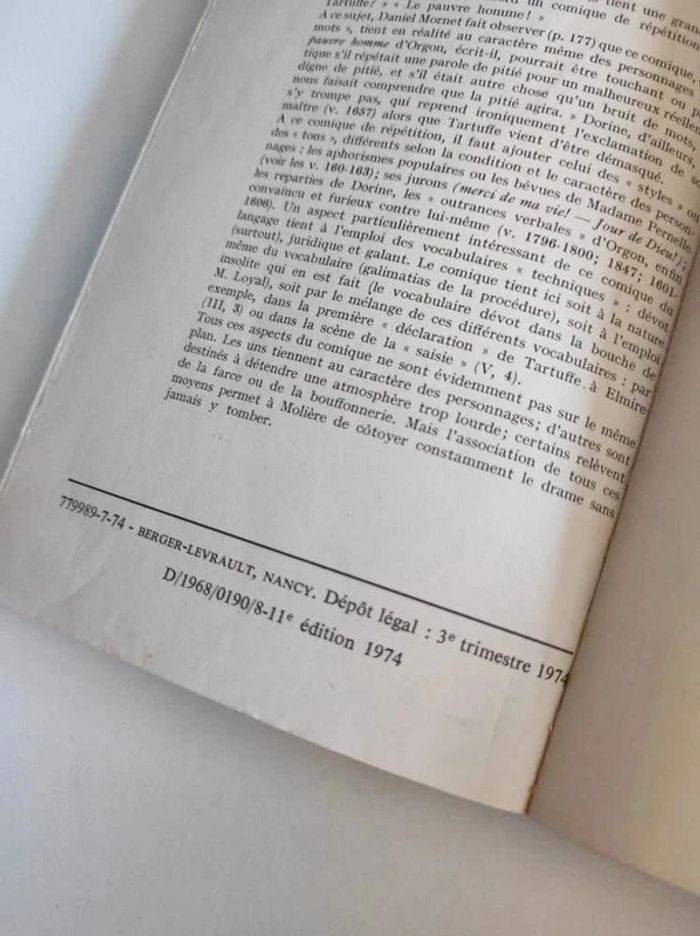 Tartuffe? » « Le pauvre homme! »
A ce sujet, Daniel Mornet fait observer (p. 177) que ce comique
mots », tient en réalité au caractère même des personnages
pauvre homme d'Orgon, écrit-il, pourrait être touchant ou
tique s'il répétait une parole de pitié pour un malheureux réelle
digne de pitié, et s'il était autre chose qu'un bruit de mots,
nous faisait comprendre que la pitié agira. » Dorine, d'ailleurs
s'y trompe pas, qui reprend ironiquement l'exclamation de
maître (v. 1657) alors que Tartuffe vient d'être démasqué.
A ce comique de répétition, il faut ajouter celui des « styles » ou
des « tons », différents selon la condition et le caractère des person-
nages : les aphorismes populaires ou les bévues de Madame Pernelle
(voir les v. 160-163); ses jurons (merci de ma vie! — Jour de Dieu!);
les reparties de Dorine, les « outrances verbales » d'Orgon, enfin
convaincu et furieux contre lui-même (v. 1796-1800; 1847; 1601-
1606). Un aspect particulièrement intéressant de ce comique du
langage tient à l'emploi des vocabulaires « techniques » : dévot
(surtout), juridique et galant. Le comique tient ici soit à la nature
même du vocabulaire (galimatias de la procédure), soit à l'emploi
insolite qui en est fait (le vocabulaire dévot dans la bouche de
M. Loyal), soit par le mélange de ces différents vocabulaires : par
exemple, dans la première « déclaration » de Tartuffe à Elmire
(III, 3) ou dans la scène de la « saisie » (V, 4).
Tous ces aspects du comique ne sont évidemment pas sur le même
plan. Les uns tiennent au caractère des personnages; d'autres sont
destinés à détendre une atmosphère trop lourde; certains relèvent
de la farce ou de la bouffonnerie. Mais l'association de tous ces
moyens permet à Molière de côtoyer constamment le drame sans
jamais y tomber.
779989-7-74 - BERGER-LEVRAULT, NANCY. Dépôt légal : 3e trimestre 1974
D/1968/0190/8-11e édition 1974